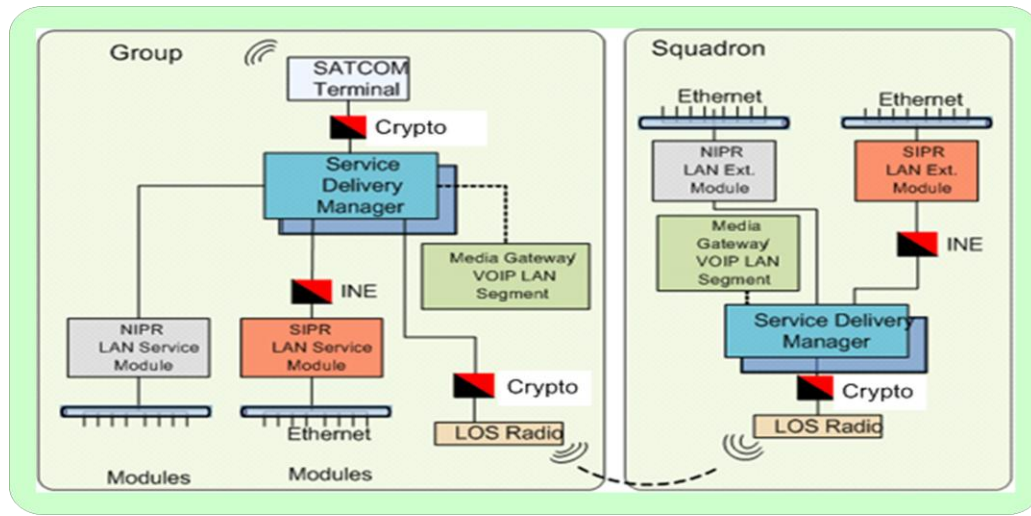 Group
SATCOM
Terminal
Crypto
Service
Delivery
Manager
Media Gateway/
VOIP LAN
Segment
INE
NIPR
LAN Service
Module
SIPR
LAN Service
Module
Crypto
LOS Radio
Ethernet
Modules
Modules
Squadron
Ethernet
Ethernet
NIPR
LAN Ext.
Module
SIPR
LAN Ext.
Module
Media
Gateway/
VOIP LAN
Segment
INE
Service Delivery
Manager
Crypto
LOS Radio